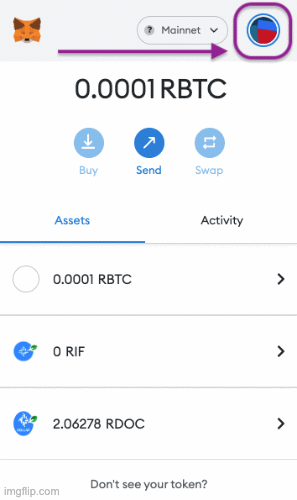 ? Mainnet
0.0001 RBTC
Buy Send Swap
Assets Activity
0.0001 RBTC
0 RIF
2.06278 RDOC
Don't see your token?
imgflip.com